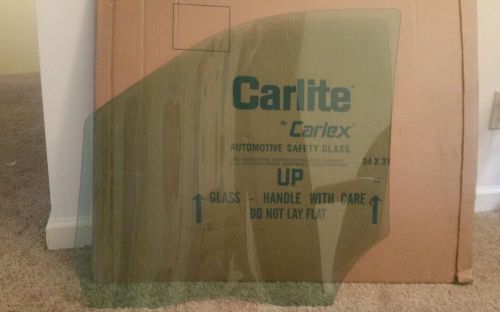 Carlite®
By Carlex®
AUTOMOTIVE SAFETY GLASS
34 X 31
UP
GLASS - HANDLE WITH CARE
DO NOT LAY FLAT